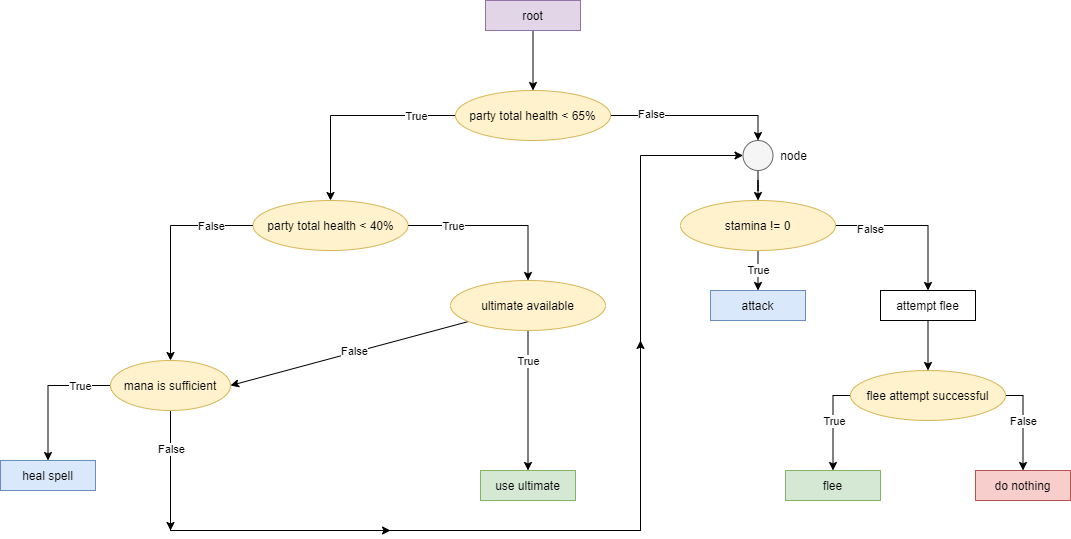 root
party total health < 65%
True
False
node
party total health < 40%
False
True
stamina != 0
False
True
ultimate available
attack
attempt flee
False
True
mana is sufficient
True
flee attempt successful
True
False
False
heal spell
use ultimate
flee
do nothing